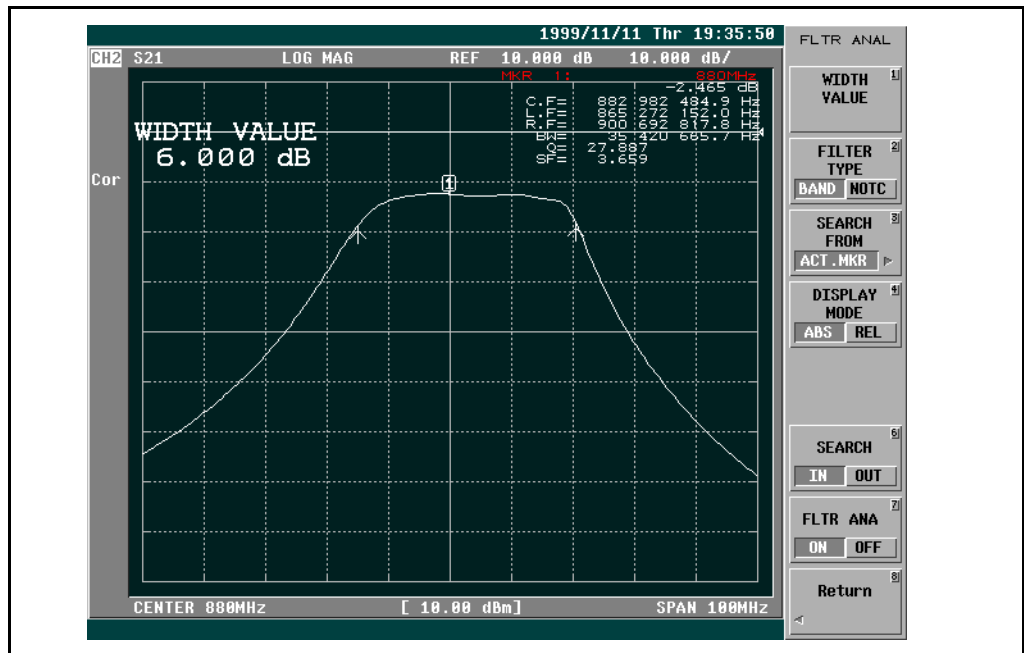 1999/11/11 Thr 19:35:50
CH2 S21 LOG MAG REF 10.000 dB 10.000 dB/
MKR 1: 880MHz
-2.465 dB
C.F= 882 982 484.9 Hz
L.F= 865 272 152.0 Hz
R.F= 900 692 817.8 Hz
BW= 35 420 665.7 Hz
Q= 27.887
SF= 3.659
WIDTH VALUE
6.000 dB
Cor
1
CENTER 880MHz [ 10.00 dBm] SPAN 100MHz
FLTR ANAL
WIDTH 1
VALUE
FILTER 2
TYPE
BAND NOTC
SEARCH 3
FROM
ACT.MKR
DISPLAY 4
MODE
ABS REL
6
SEARCH
IN OUT
7
FLTR ANA
ON OFF
8
Return